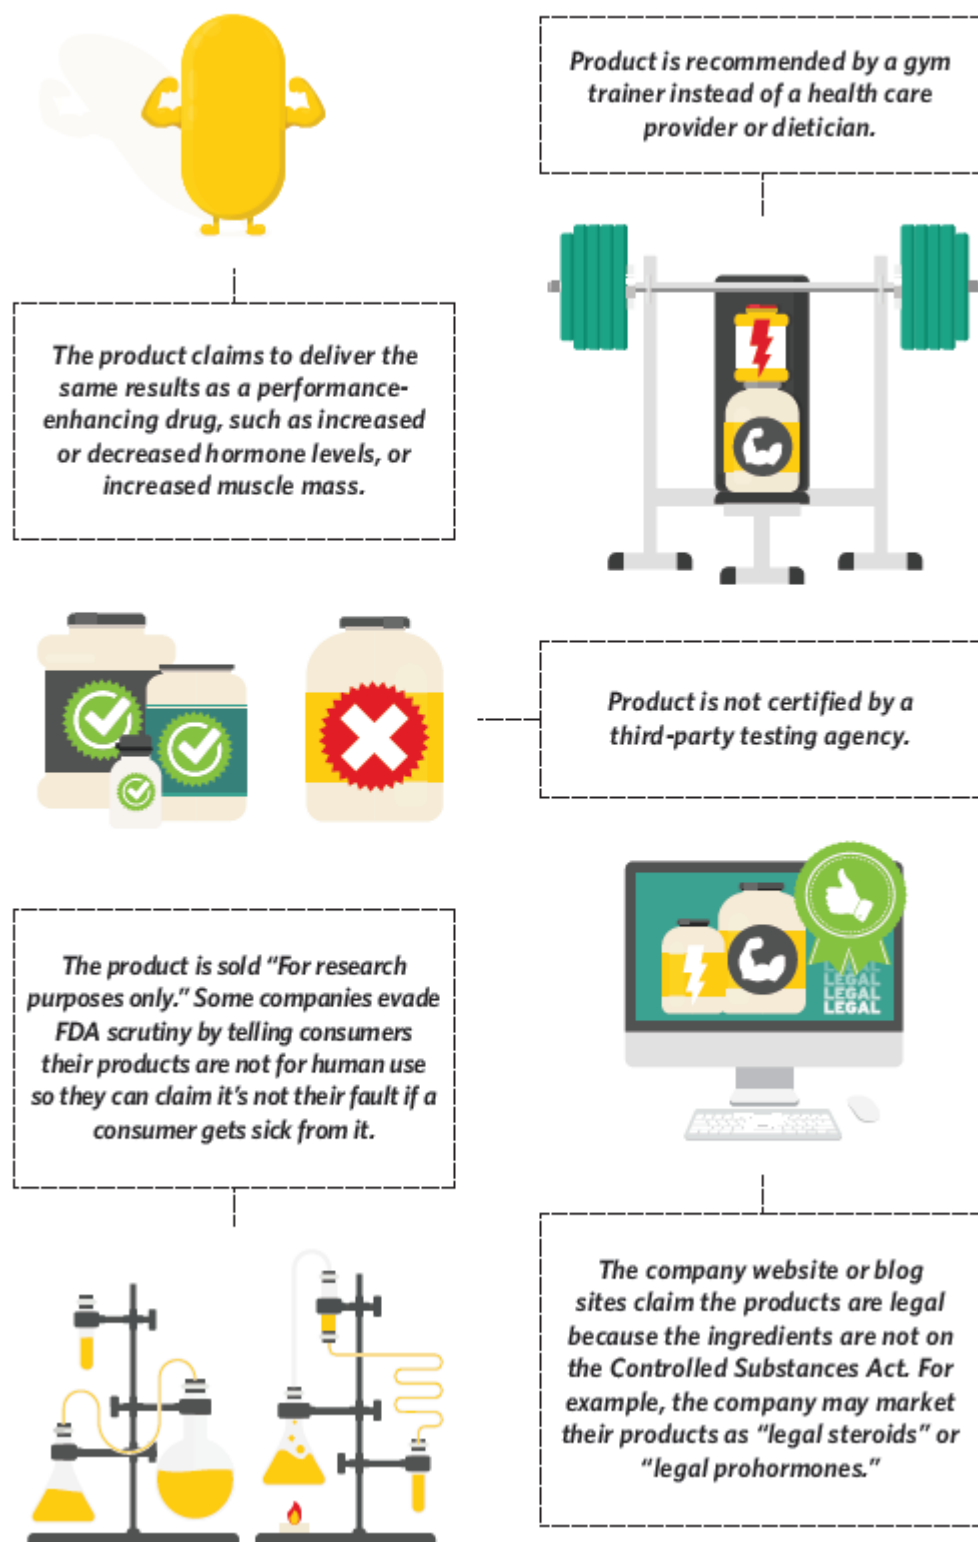 Product is recommended by a gym
trainer instead of a health care
provider or dietician.
The product claims to deliver the
same results as a performance-
enhancing drug, such as increased
or decreased hormone levels, or
increased muscle mass.
Product is not certified by a
third-party testing agency.
The product is sold “For research
purposes only.” Some companies evade
FDA scrutiny by telling consumers
their products are not for human use
so they can claim it’s not their fault if a
consumer gets sick from it.
LEGAL
LEGAL
LEGAL
The company website or blog
sites claim the products are legal
because the ingredients are not on
the Controlled Substances Act. For
example, the company may market
their products as “legal steroids” or
“legal prohormones.”